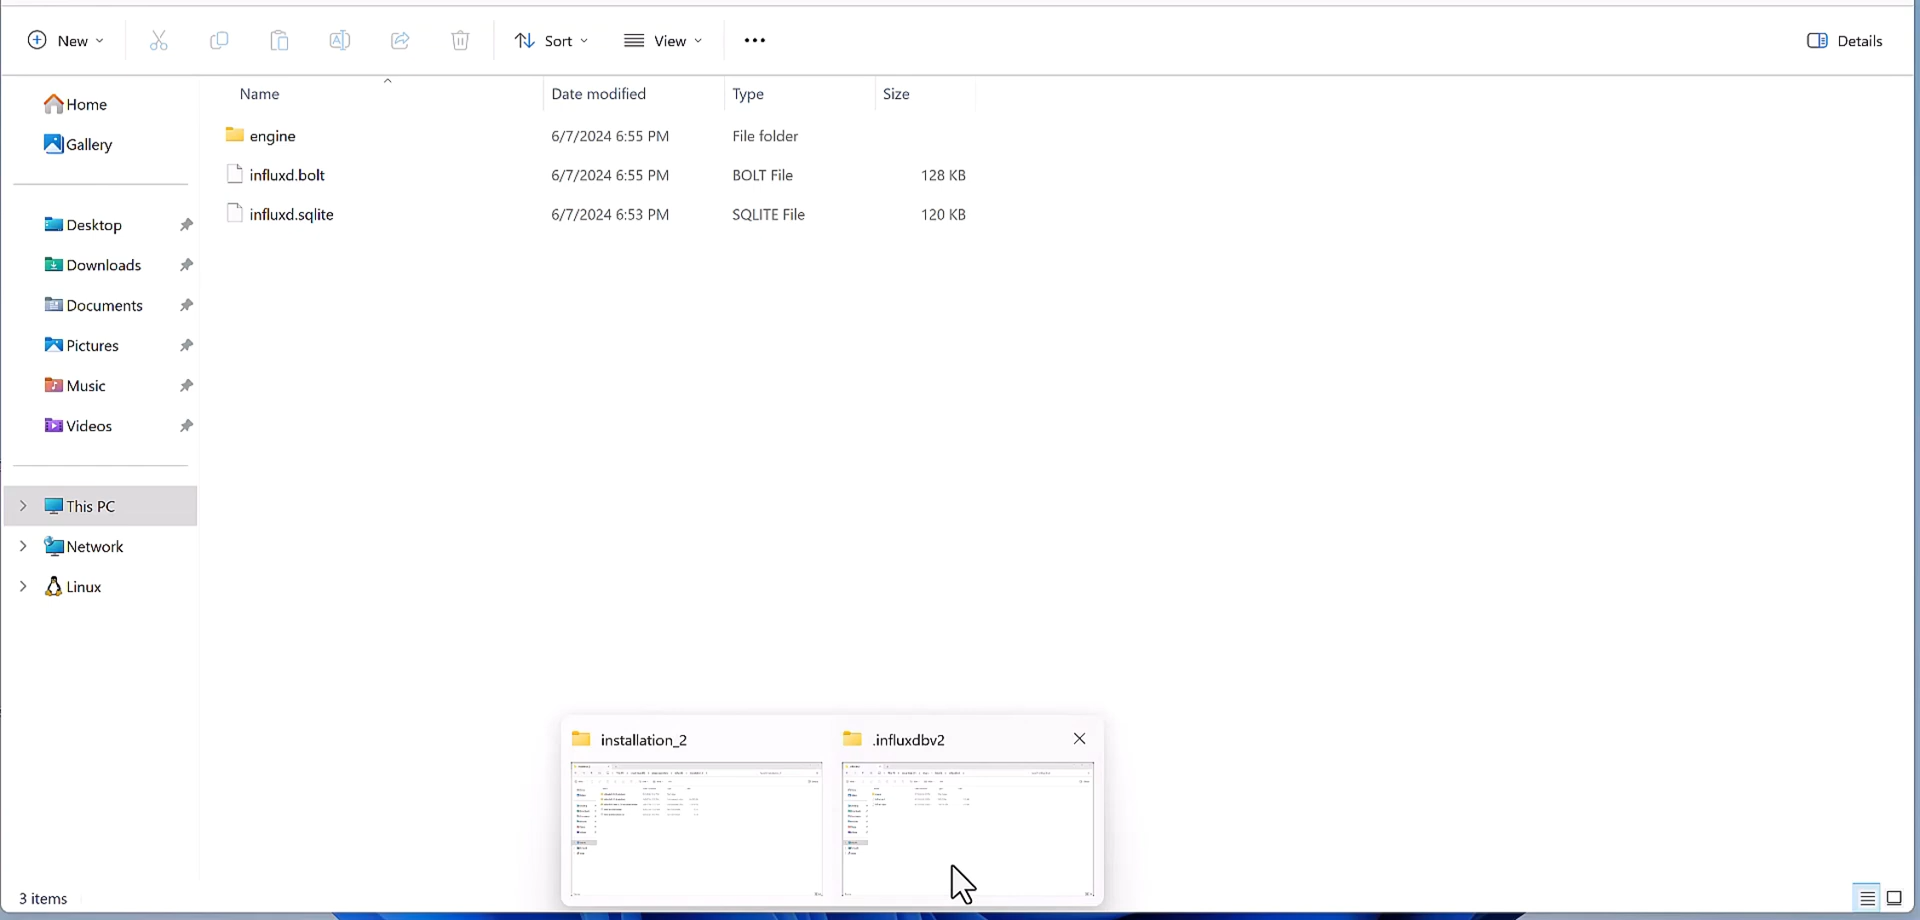 New Sort View ••• Details
Name Date modified Type Size
Home
Gallery
Desktop
Downloads
Documents
Pictures
Music
Videos
This PC
Network
Linux
engine 6/7/2024 6:55 PM File folder
influxd.bolt 6/7/2024 6:55 PM BOLT File 128 KB
influxd.sqlite 6/7/2024 6:53 PM SQLITE File 120 KB
installation_2 .influxdbv2
3 items